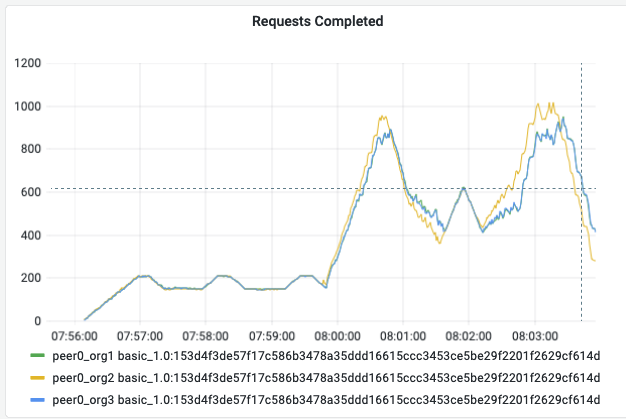 Requests Completed
1200
1000
800
600
400
200
0
07:56:00 07:57:00 07:58:00 07:59:00 08:00:00 08:01:00 08:02:00 08:03:00
peer0_org1 basic_1.0:153d4f3de57f17c586b3478a35ddd16615ccc3453ce5be29f2201f2629cf614d
peer0_org2 basic_1.0:153d4f3de57f17c586b3478a35ddd16615ccc3453ce5be29f2201f2629cf614d
peer0_org3 basic_1.0:153d4f3de57f17c586b3478a35ddd16615ccc3453ce5be29f2201f2629cf614d